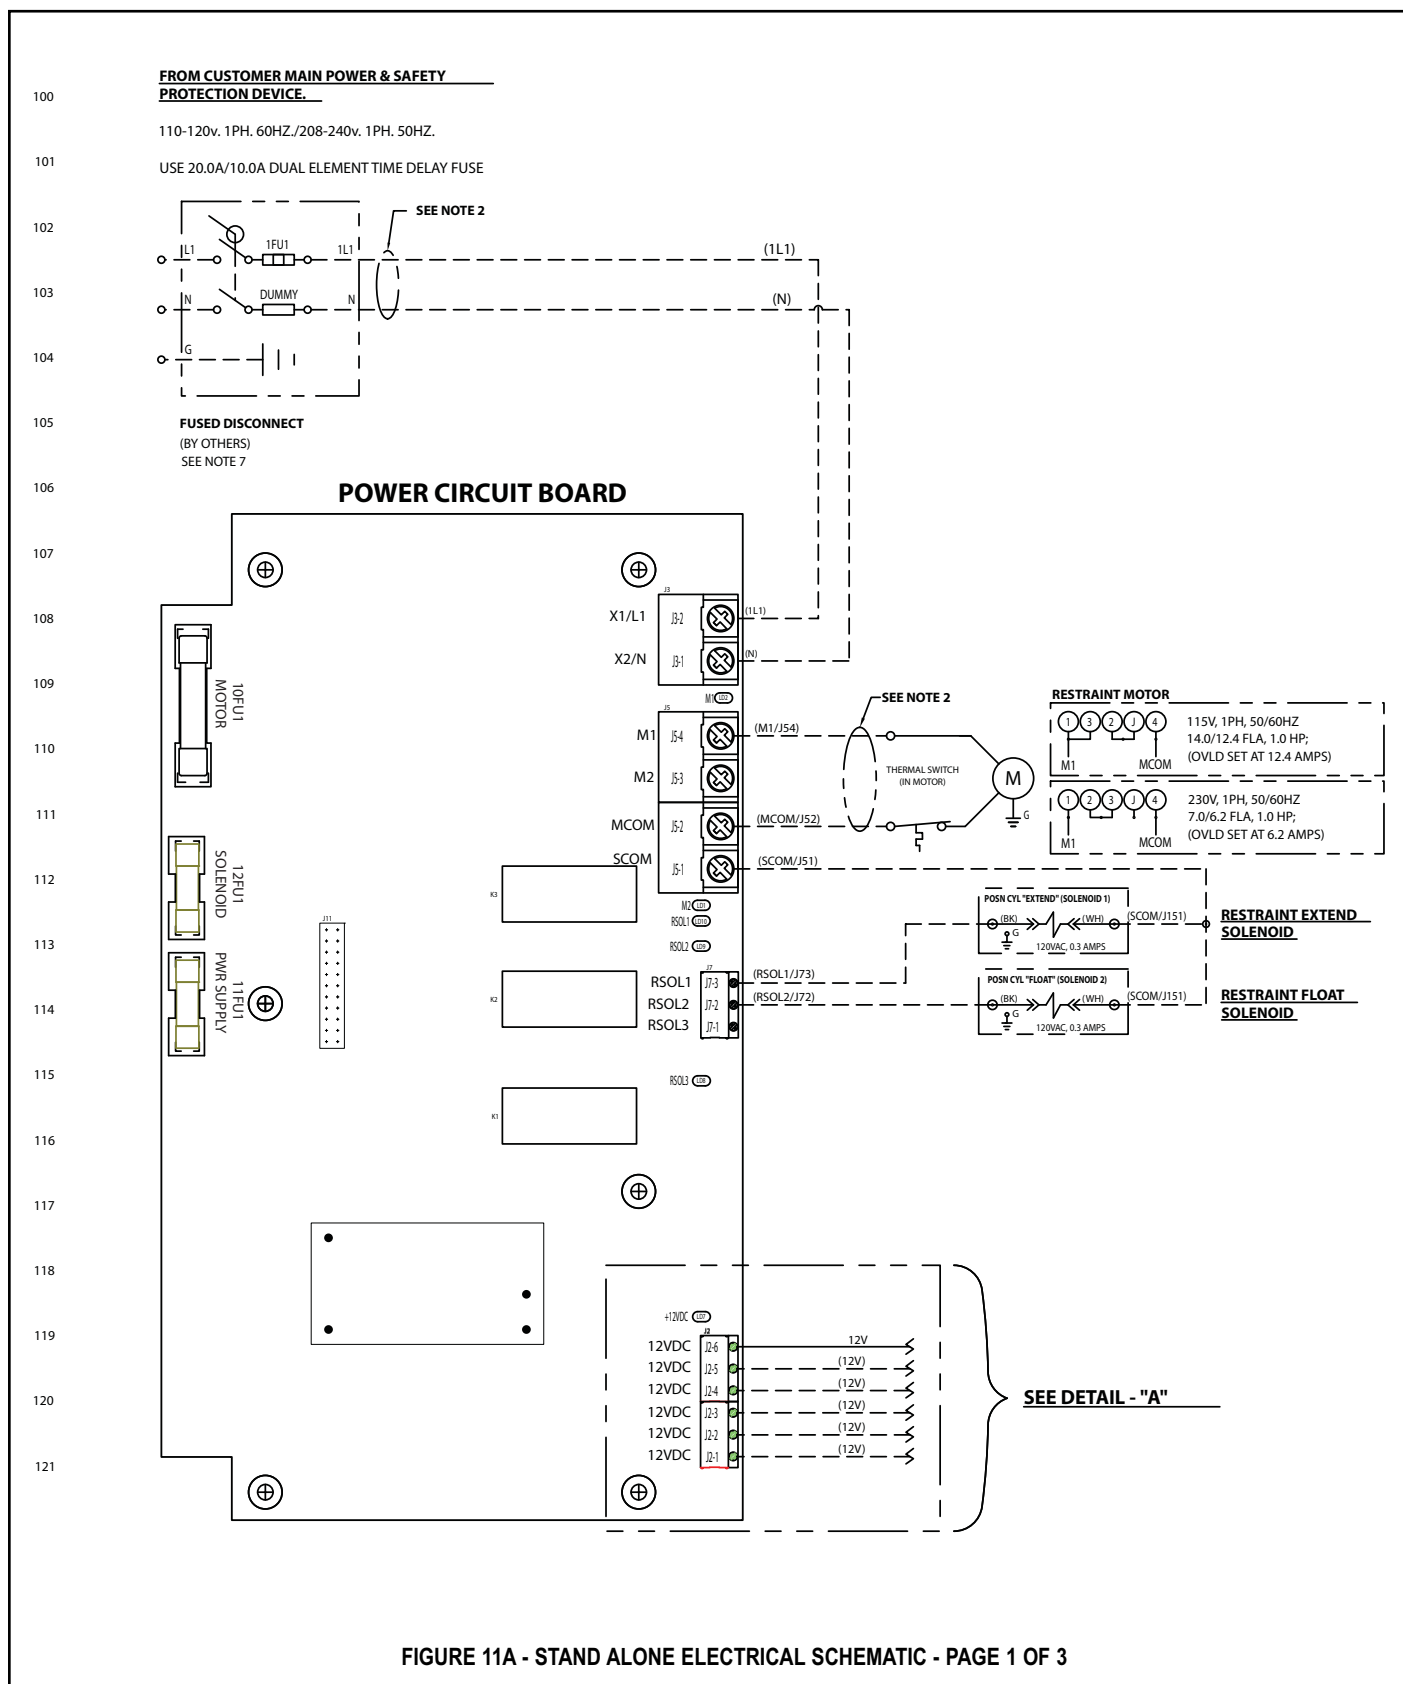 FROM CUSTOMER MAIN POWER & SAFETY
PROTECTION DEVICE.
100
110-120v. 1PH. 60HZ./208-240v. 1PH. 50HZ.
101
USE 20.0A/10.0A DUAL ELEMENT TIME DELAY FUSE
102
SEE NOTE 2
L1
1FU1
1L1
(1L1)
103
N
DUMMY
N
(N)
104
G
105
FUSED DISCONNECT
(BY OTHERS)
SEE NOTE 7
106
POWER CIRCUIT BOARD
107
J3
108
X1/L1
J3-2
(1L1)
X2/N
J3-1
(N)
109
10FU1
MOTOR
M1
LD2
SEE NOTE 2
RESTRAINT MOTOR
J5
110
M1
J5-4
(M1/J54)
M2
J5-3
THERMAL SWITCH
(IN MOTOR)
M
G
1 3 2 J 4
M1
MCOM
115V, 1PH, 50/60HZ
14.0/12.4 FLA, 1.0 HP;
(OVLD SET AT 12.4 AMPS)
111
MCOM
J5-2
(MCOM/J52)
1 2 3 J 4
M1
MCOM
230V, 1PH, 50/60HZ
7.0/6.2 FLA, 1.0 HP;
(OVLD SET AT 6.2 AMPS)
112
12FU1
SOLENOID
SCOM
J5-1
(SCOM/J51)
K3
M2
LD1
RSOL1
LD10
113
J11
RSOL2
LD9
POSN CYL "EXTEND" (SOLENOID 1)
(BK)
G
(WH)
120VAC, 0.3 AMPS
(SCOM/J151)
RESTRAINT EXTEND
SOLENOID
J7
11FU1
PWR SUPPLY
K2
RSOL1
J7-3
(RSOL1/J73)
114
RSOL2
J7-2
(RSOL2/J72)
RSOL3
J7-1
POSN CYL "FLOAT" (SOLENOID 2)
(BK)
G
(WH)
120VAC, 0.3 AMPS
(SCOM/J151)
RESTRAINT FLOAT
SOLENOID
115
RSOL3
LD8
K1
116
117
118
+12VDC
LD7
119
J2
12VDC
J2-6
12V
12VDC
J2-5
(12V)
12VDC
J2-4
(12V)
120
12VDC
J2-3
(12V)
12VDC
J2-2
(12V)
12VDC
J2-1
(12V)
SEE DETAIL - "A"
121
FIGURE 11A - STAND ALONE ELECTRICAL SCHEMATIC - PAGE 1 OF 3